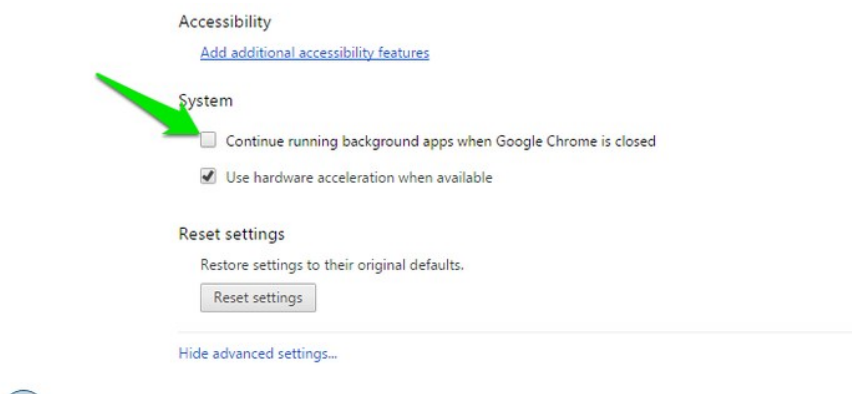 Accessibility
Add additional accessibility features
System
Continue running background apps when Google Chrome is closed
Use hardware acceleration when available
Reset settings
Restore settings to their original defaults.
Reset settings
Hide advanced settings...